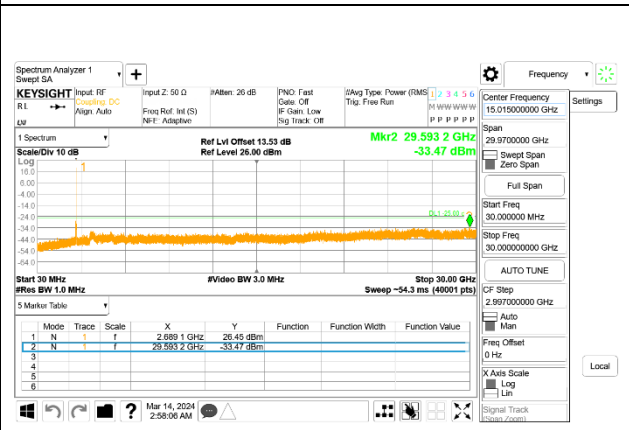 Spectrum Analyzer 1
Swept SA
+
Frequency
KEYSIGHT
RL
Input: RF
Coupling: DC
Align: Auto
Input Z: 50 Ω
Freq Ref: Int (S)
NFE: Adaptive
#Atten: 26 dB
PNO: Fast
Gate: Off
IF Gain: Low
Sig Track: Off
#Avg Type: Power (RMS
Trig: Free Run
1 2 3 4 5 6
M W W W W W
P P P P P P
1 Spectrum
Scale/Div 10 dB
Ref Lvl Offset 13.53 dB
Ref Level 26.00 dBm
Mkr2 29.593 2 GHz
-33.47 dBm
Log
16.0
6.00
-4.00
-14.0
-24.0
-34.0
-44.0
-54.0
-64.0
1
Start 30 MHz
#Video BW 3.0 MHz
Stop 30.00 GHz
#Res BW 1.0 MHz
Sweep ~54.3 ms (40001 pts)
5 Marker Table
Mode Trace Scale X Y Function Function Width Function Value
1 N 1 f 2.689 1 GHz 26.45 dBm
2 N 1 f 29.593 2 GHz -33.47 dBm
3
4
5
6
Mar 14, 2024
2:58:06 AM
Center Frequency
15.015000000 GHz
Settings
Span
29.9700000 GHz
Swept Span
Zero Span
Full Span
Start Freq
30.000000 MHz
Stop Freq
30.000000000 GHz
AUTO TUNE
CF Step
2.997000000 GHz
Auto
Man
Freq Offset
0 Hz
X Axis Scale
Log
Lin
Signal Track
(Span Zoom)
Local